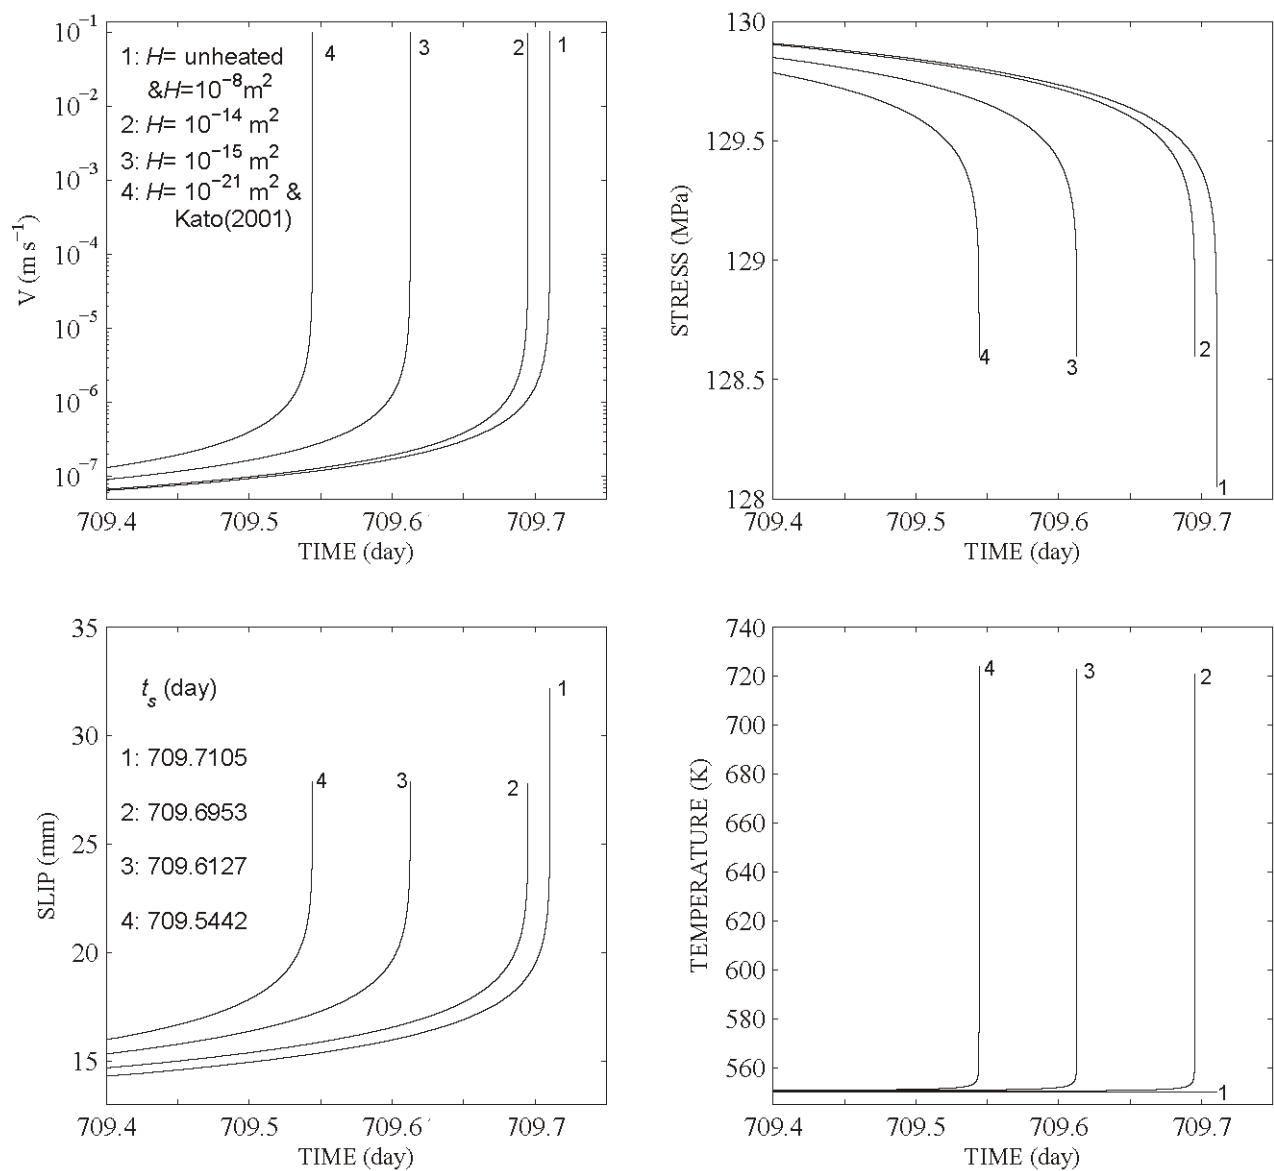 10⁻¹
10⁻²
10⁻³
10⁻⁴
10⁻⁵
10⁻⁶
10⁻⁷
V (m s⁻¹)
1: H= unheated
&H=10⁻⁸m²
2: H= 10⁻¹⁴ m²
3: H= 10⁻¹⁵ m²
4: H= 10⁻²¹ m² &
Kato(2001)
4
3
2
1
709.4 709.5 709.6 709.7
TIME (day)
130
129.5
129
128.5
128
STRESS (MPa)
4
3
2
1
709.4 709.5 709.6 709.7
TIME (day)
35
30
25
20
15
SLIP (mm)
tₛ (day)
1: 709.7105
2: 709.6953
3: 709.6127
4: 709.5442
4
3
2
1
709.4 709.5 709.6 709.7
TIME (day)
740
720
700
680
660
640
620
600
580
560
TEMPERATURE (K)
4
3
2
1
709.4 709.5 709.6 709.7
TIME (day)